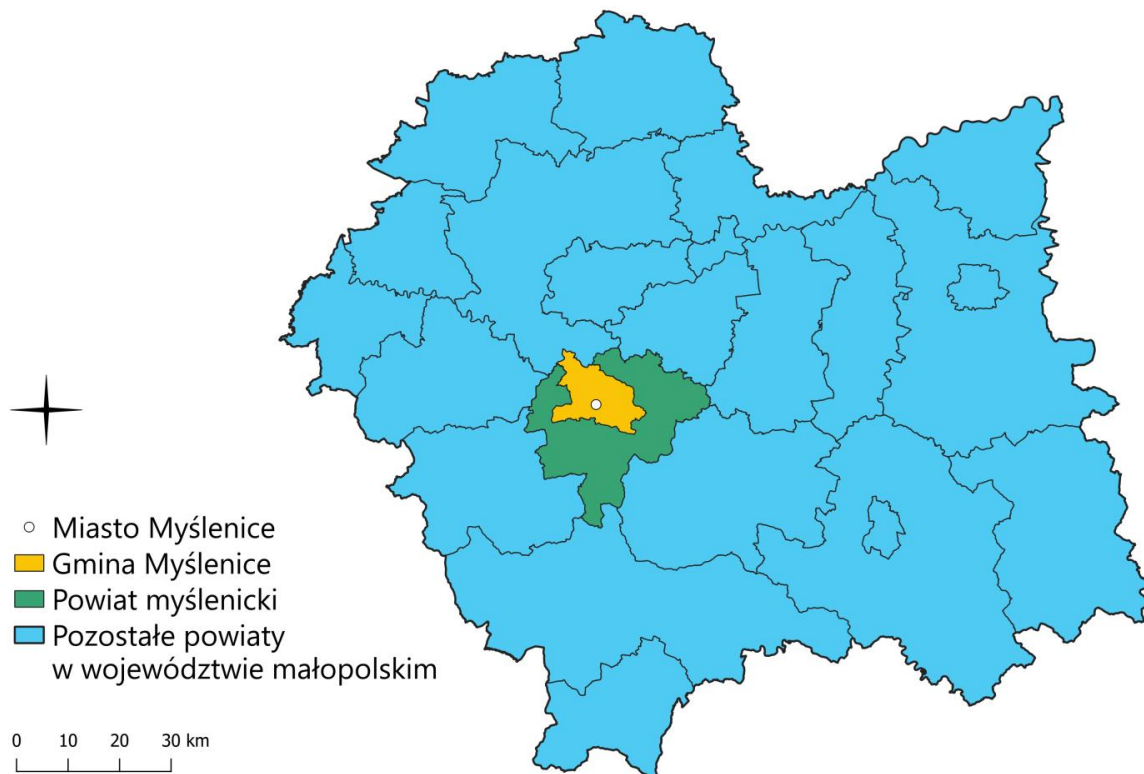 Miasto Myślenice
Gmina Myślenice
Powiat myślenicki
Pozostałe powiaty
w województwie małopolskim
0 10 20 30 km